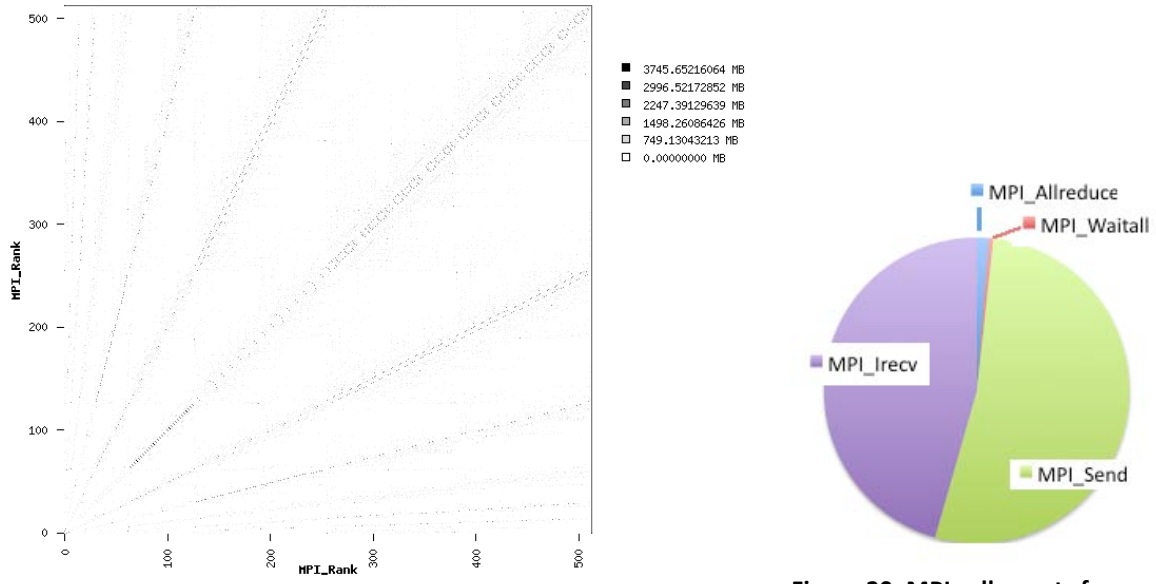 500
400
300
200
100
0
MPI_Rank
0
100
200
300
400
500
MPI_Rank
3745.65216064 MB
2996.52172852 MB
2247.39129639 MB
1498.26086426 MB
749.13043213 MB
0.00000000 MB
MPI_Allreduce
MPI_Waitall
MPI_Irecv
MPI_Send